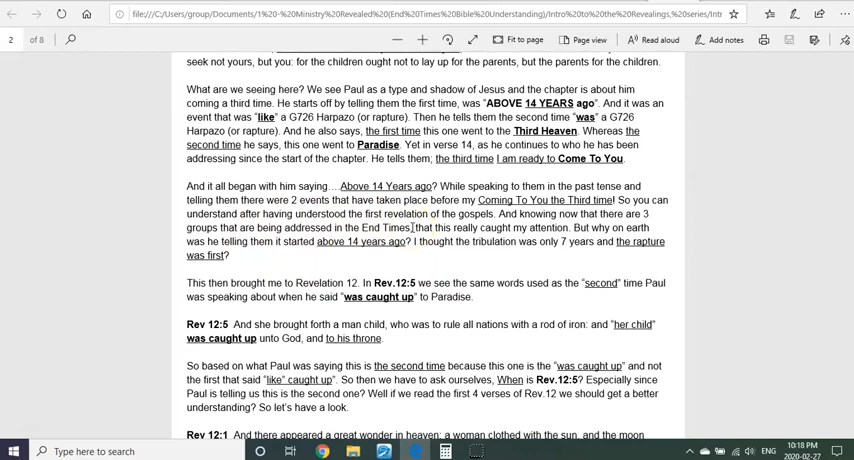 file:///C:/Users/group/Documents/1%20-%20Ministry%20Revealed%20(End%20Times%20Bible%20Understanding)/Intro%20to%20the%20Revealings,%20series/Intr
2 of 8
Fit to page
Page view
Read aloud
Add notes
seek not yours, but you: for the children ought not to lay up for the parents, but the parents for the children.
What are we seeing here? We see Paul as a type and shadow of Jesus and the chapter is about him
coming a third time. He starts off by telling them the first time, was "ABOVE 14 YEARS ago". And it was an
event that was "like" a G726 Harpazo (or rapture). Then he tells them the second time "was" a G726
Harpazo (or rapture). And he also says, the first time this one went to the Third Heaven. Whereas the
second time he says, this one went to Paradise. Yet in verse 14, as he continues to who he has been
addressing since the start of the chapter. He tells them; the third time I am ready to Come To You.
And it all began with him saying....Above 14 Years ago? While speaking to them in the past tense and
telling them there were 2 events that have taken place before my Coming To You the Third time! So you can
understand after having understood the first revelation of the gospels. And knowing now that there are 3
groups that are being addressed in the End Times, that this really caught my attention. But why on earth
was he telling them it started above 14 years ago? I thought the tribulation was only 7 years and the rapture
was first?
This then brought me to Revelation 12. In Rev.12:5 we see the same words used as the "second" time Paul
was speaking about when he said "was caught up" to Paradise.
Rev 12:5 And she brought forth a man child, who was to rule all nations with a rod of iron: and "her child"
was caught up unto God, and to his throne.
So based on what Paul was saying this is the second time because this one is the "was caught up" and not
the first that said "like" caught up". So then we have to ask ourselves, When is Rev.12:5? Especially since
Paul is telling us this is the second one? Well if we read the first 4 verses of Rev.12 we should get a better
understanding? So let's have a look.
Rev 12:1 And there appeared a great wonder in heaven; a woman clothed with the sun, and the moon
Type here to search
ENG
10:18 PM
2020-02-27